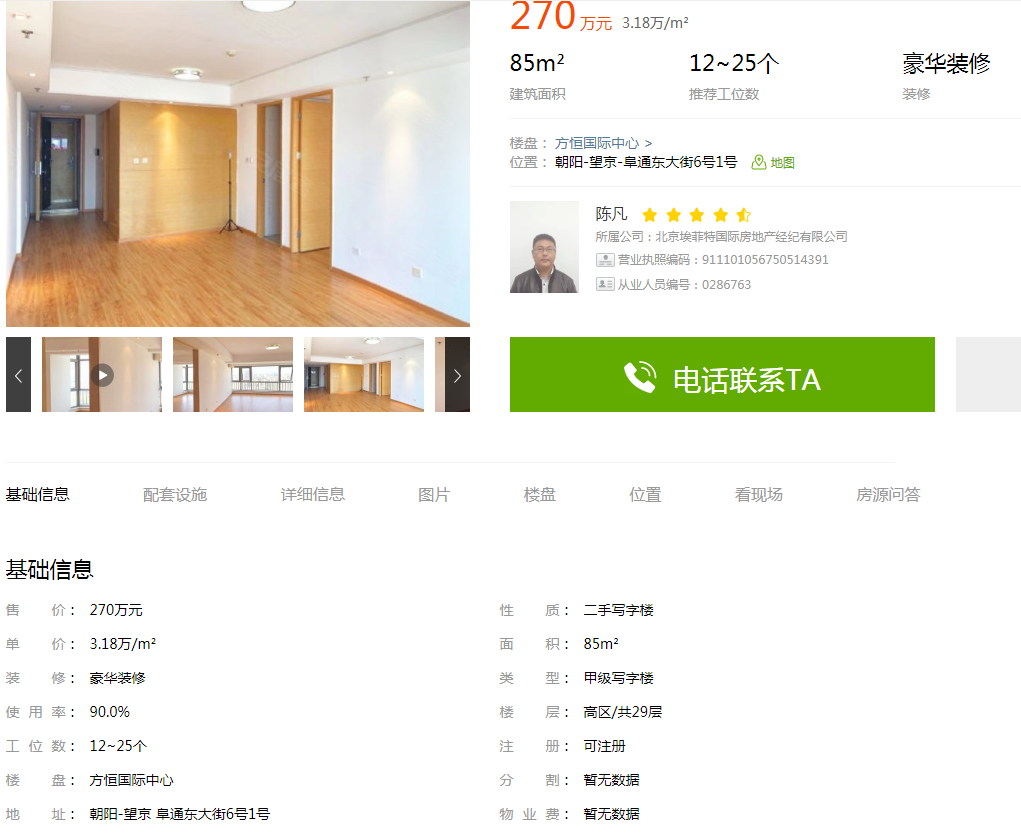 270 万元 3.18万/m²
85m² 12~25个 豪华装修
建筑面积 推荐工位数 装修
楼盘： 方恒国际中心 >
位置： 朝阳-望京-阜通东大街6号1号 地图
陈凡
所属公司：北京埃菲特国际房地产经纪有限公司
营业执照编码：911101056750514391
从业人员编号：0286763
电话联系TA
基础信息 配套设施 详细信息 图片 楼盘 位置 看现场 房源问答
基础信息
售价： 270万元 性质： 二手写字楼
单价： 3.18万/m² 面积： 85m²
装修： 豪华装修 类型： 甲级写字楼
使用率： 90.0% 楼层： 高区/共29层
工位数： 12~25个 注册： 可注册
楼盘： 方恒国际中心 分割： 暂无数据
地址： 朝阳-望京 阜通东大街6号1号 物业费： 暂无数据